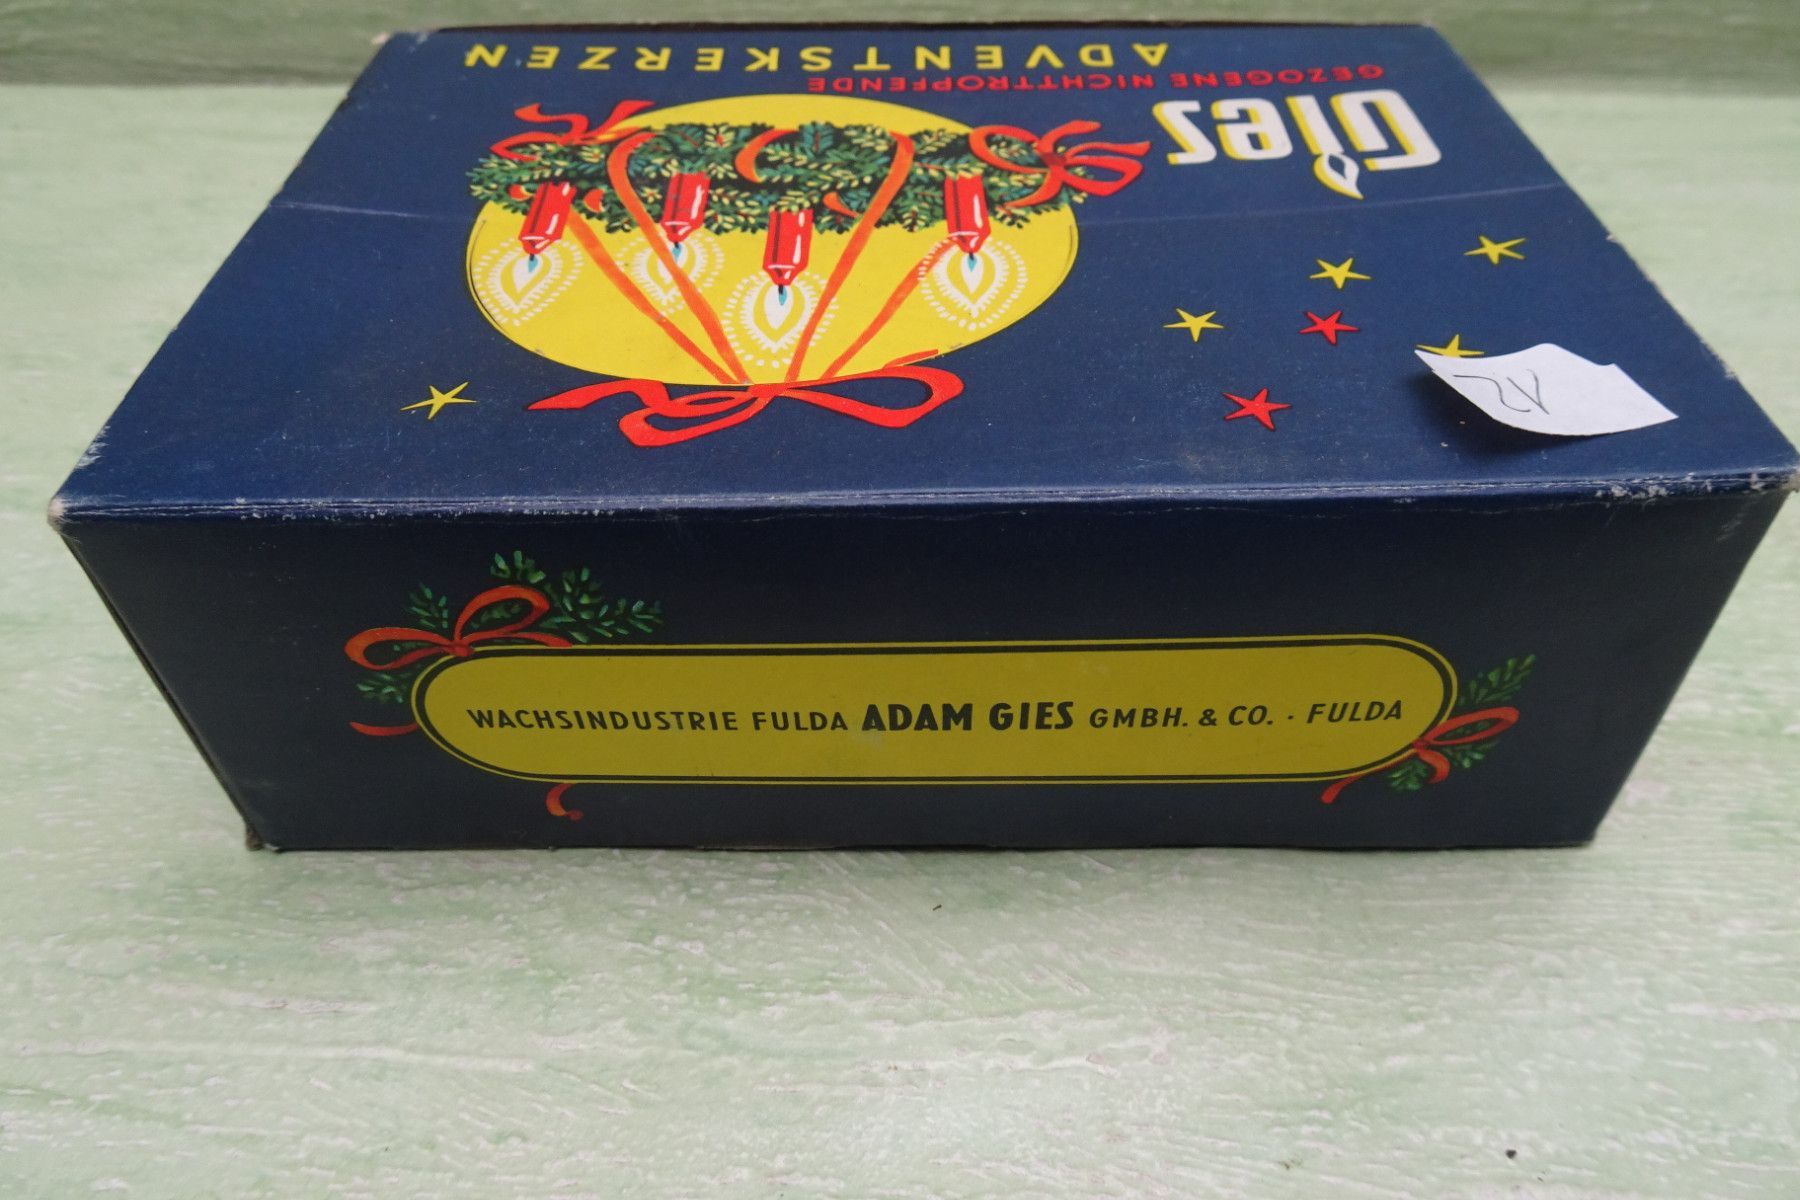 Gies
GEZOGENE NICHTTROPFENDE
ADVENTSKERZEN
WACHSINDUSTRIE FULDA ADAM GIES GMBH. & CO. · FULDA